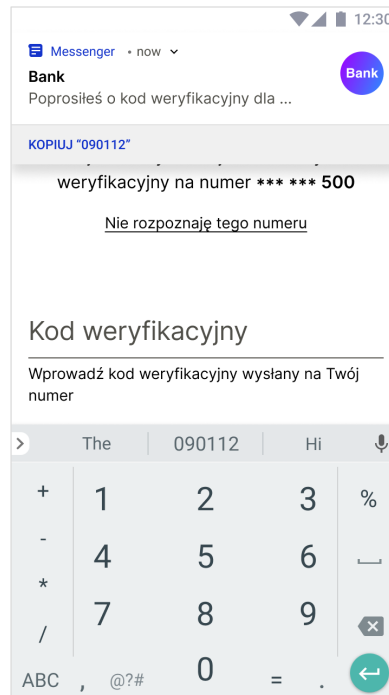 12:30
Messenger • now
Bank
Bank
Poprosiłeś o kod weryfikacyjny dla ...
KOPIUJ “090112”
weryfikacyjny na numer *** *** 500
Nie rozpoznaję tego numeru
Kod weryfikacyjny
Wprowadź kod weryfikacyjny wysłany na Twój
numer
The 090112 Hi
+ 1 2 3 %
- 4 5 6
*
7 8 9
/
ABC , @?# 0 = .